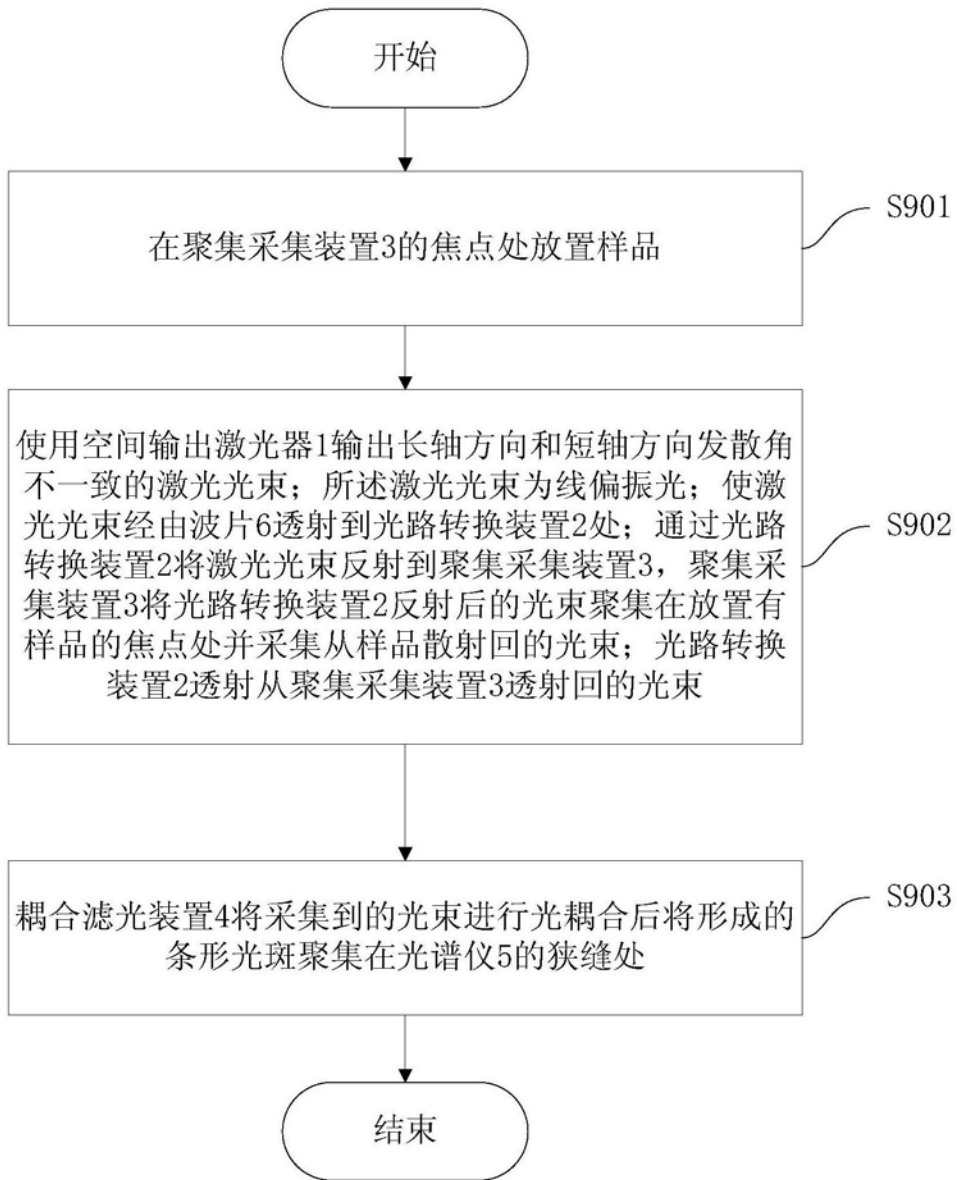 开始
在聚集采集装置3的焦点处放置样品
S901
使用空间输出激光器1输出长轴方向和短轴方向发散角
不一致的激光光束；所述激光光束为线偏振光；使激
光光束经由波片6透射到光路转换装置2处；通过光路
转换装置2将激光光束反射到聚集采集装置3，聚集采
集装置3将光路转换装置2反射后的光束聚集在放置有
样品的焦点处并采集从样品散射回的光束；光路转换
装置2透射从聚集采集装置3透射回的光束
S902
耦合滤光装置4将采集到的光束进行光耦合后将形成的
条形光斑聚集在光谱仪5的狭缝处
S903
结束